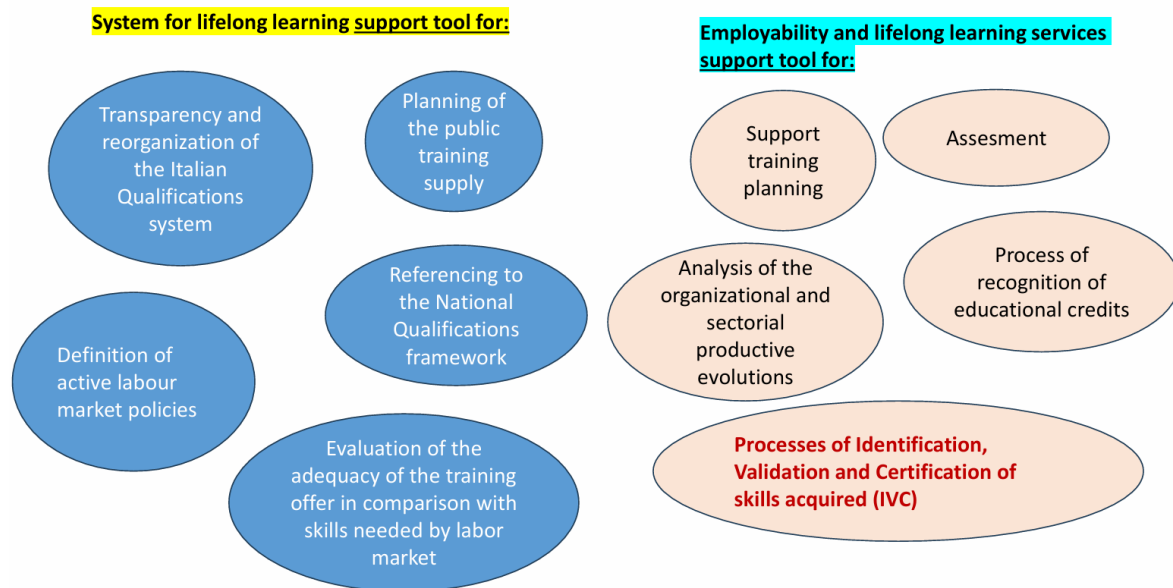 System for lifelong learning support tool for:
Transparency and
reorganization of
the Italian
Qualifications
system
Planning of
the public
training
supply
Referencing to
the National
Qualifications
framework
Definition of
active labour
market policies
Evaluation of the
adequacy of the training
offer in comparison with
skills needed by labor
market
Employability and lifelong learning services
support tool for:
Support
training
planning
Assesment
Analysis of the
organizational and
sectorial
productive
evolutions
Process of
recognition of
educational credits
Processes of Identification,
Validation and Certification of
skills acquired (IVC)